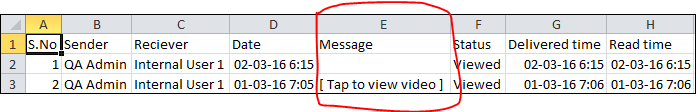 A B C D E F G H
1 S.No Sender Reciever Date Message Status Delivered time Read time
2 1 QA Admin Internal User 1 02-03-16 6:15 Viewed 02-03-16 6:15 02-03-16 6:15
3 2 QA Admin Internal User 1 01-03-16 7:05 [ Tap to view video ] Viewed 01-03-16 7:06 01-03-16 7:06